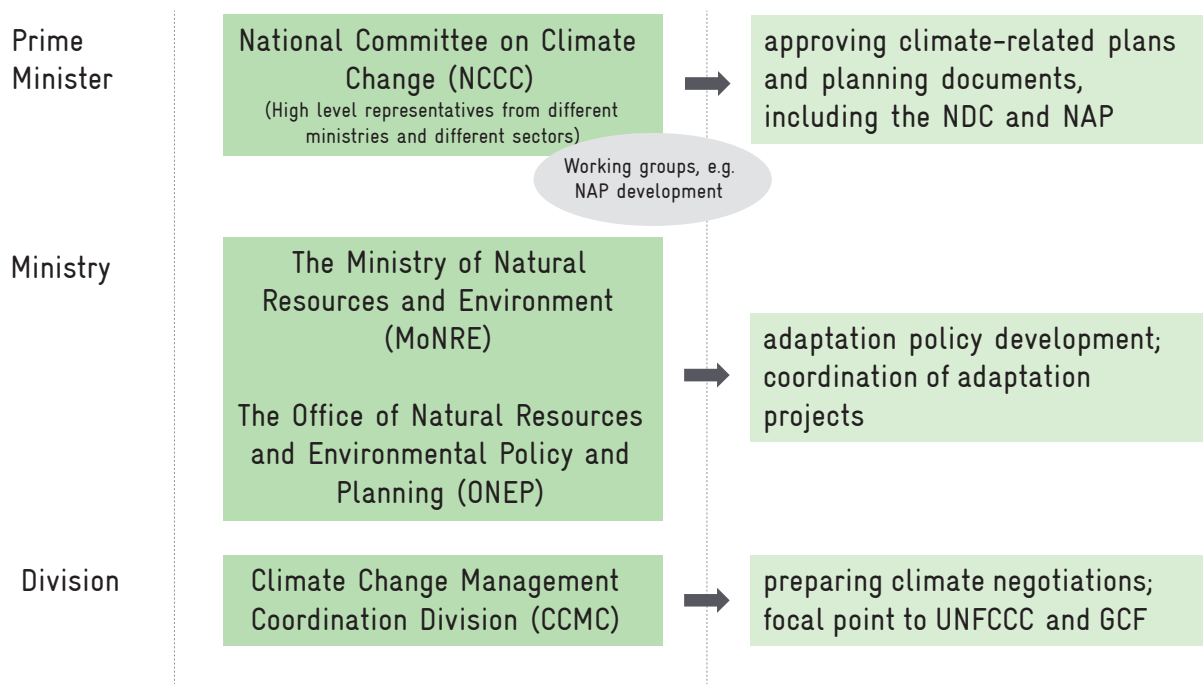 Prime
Minister
National Committee on Climate
Change (NCCC)
(High level representatives from different
ministries and different sectors)
approving climate-related plans
and planning documents,
including the NDC and NAP
Working groups, e.g.
NAP development
Ministry
The Ministry of Natural
Resources and Environment
(MoNRE)
The Office of Natural Resources
and Environmental Policy and
Planning (ONEP)
adaptation policy development;
coordination of adaptation
projects
Division
Climate Change Management
Coordination Division (CCMC)
preparing climate negotiations;
focal point to UNFCCC and GCF